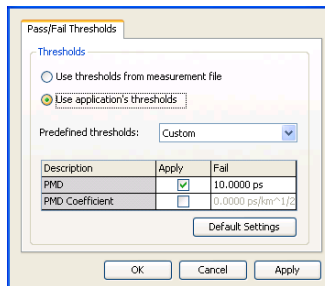 Pass/Fail Thresholds
Thresholds
Use thresholds from measurement file
Use application's thresholds
Predefined thresholds: Custom
Description Apply Fail
PMD 10.0000 ps
PMD Coefficient 0.0000 ps/km^1/2
Default Settings
OK Cancel Apply